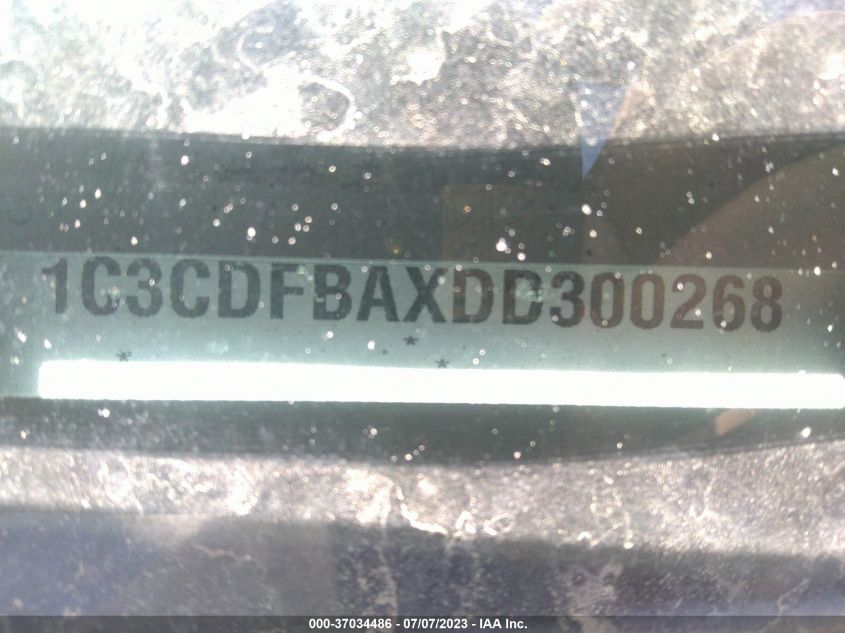 1C3CDFBAXDD300268
000-37034486 - 07/07/2023 - IAA Inc.